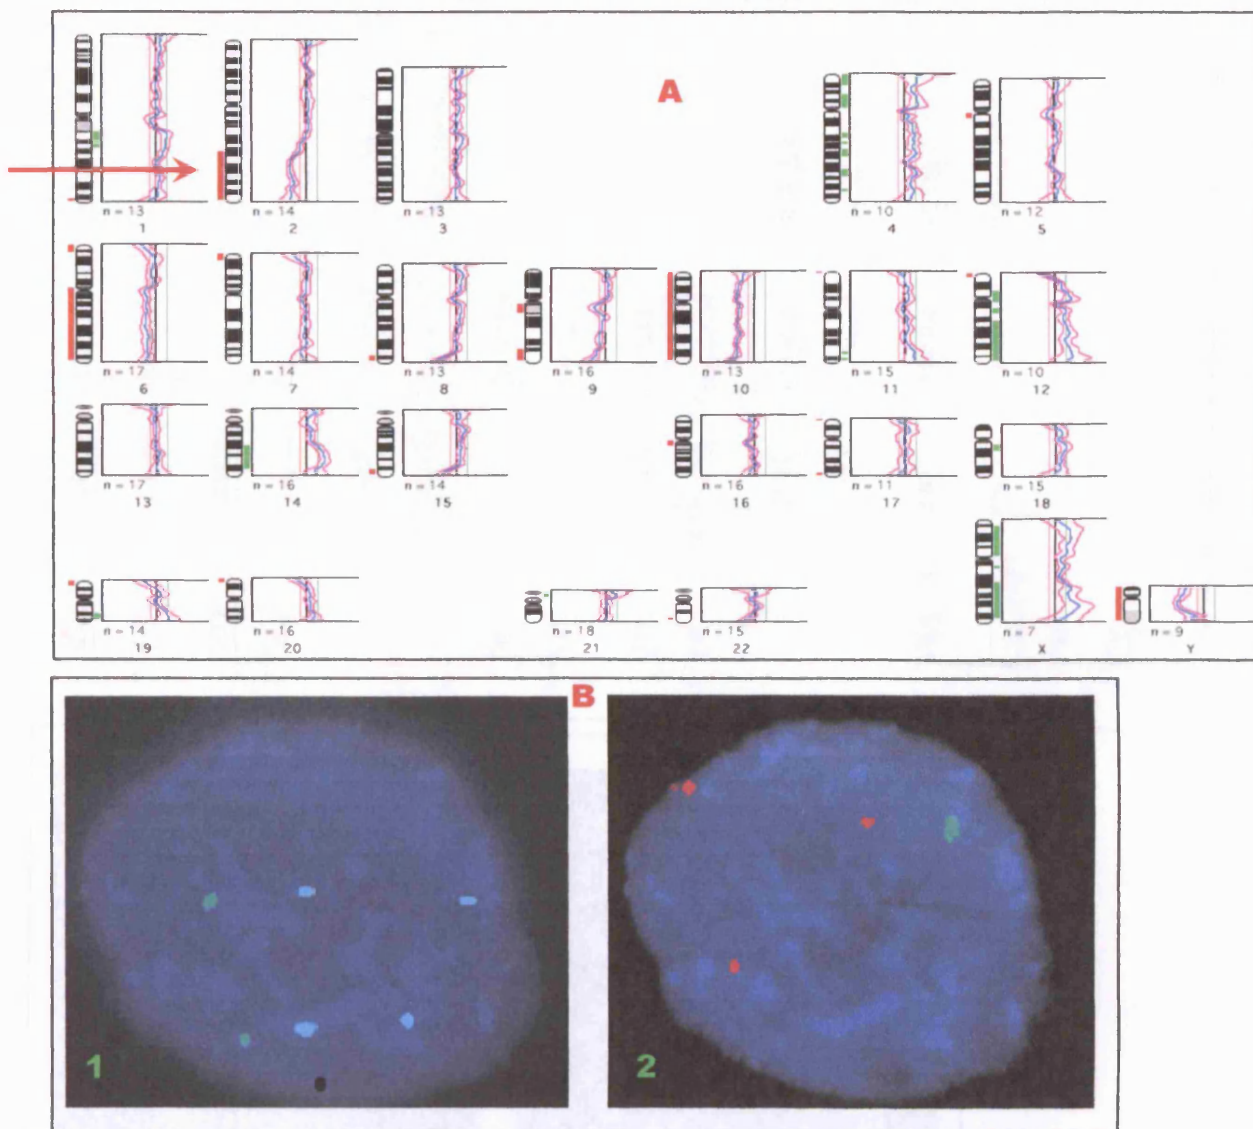 A
n = 13
1
n = 14
2
n = 13
3
n = 10
4
n = 12
5
n = 17
6
n = 14
7
n = 13
8
n = 16
9
n = 13
10
n = 15
11
n = 10
12
n = 17
13
n = 16
14
n = 14
15
n = 16
16
n = 11
17
n = 15
18
n = 14
19
n = 16
20
n = 18
21
n = 15
22
n = 7
X
n = 9
Y
B
1
2